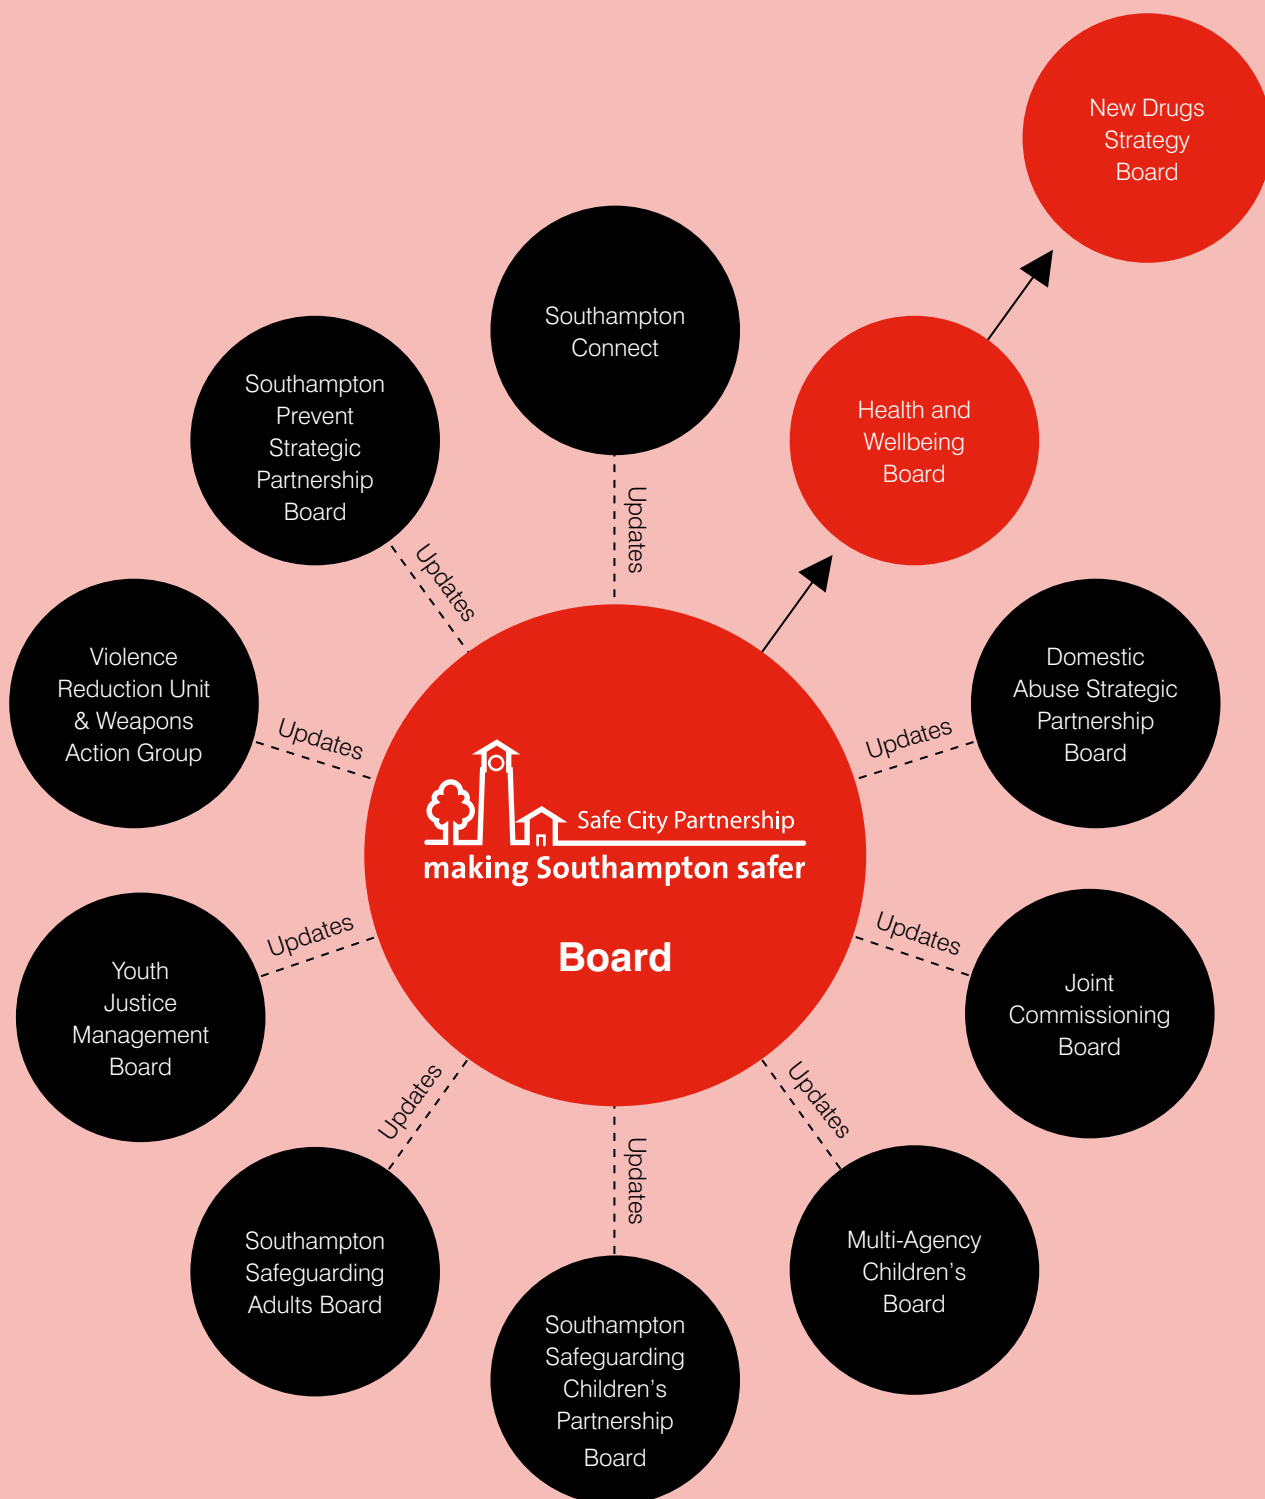 New Drugs
Strategy
Board
Southampton
Connect
Health and
Wellbeing
Board
Southampton
Prevent
Strategic
Partnership
Board
Updates
Updates
Violence
Reduction Unit
& Weapons
Action Group
Updates
Domestic
Abuse Strategic
Partnership
Board
Updates
Safe City Partnership
making Southampton safer
Board
Youth
Justice
Management
Board
Updates
Joint
Commissioning
Board
Updates
Southampton
Safeguarding
Adults Board
Updates
Southampton
Safeguarding
Children’s
Partnership
Board
Updates
Multi-Agency
Children’s
Board
Updates